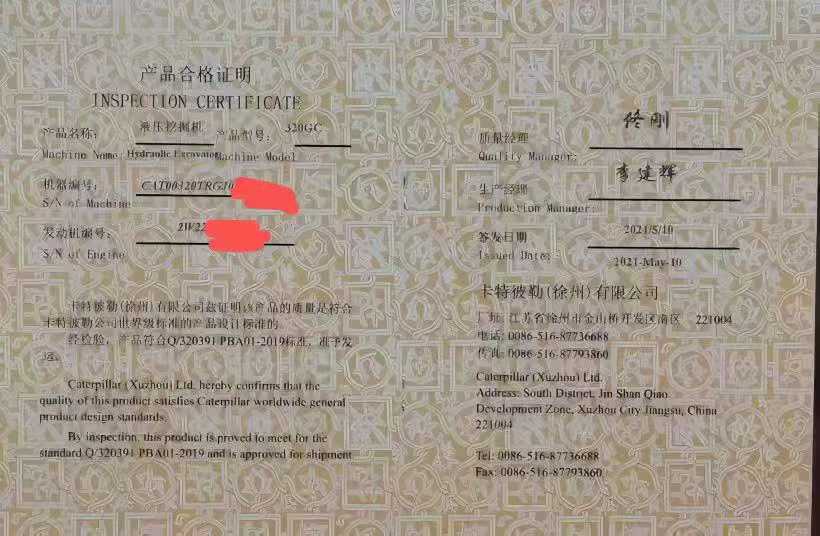 产品合格证明
INSPECTION CERTIFICATE
产品名称: 液压挖掘机 产品型号: 320GC
Machine Name: Hydraulic Excavator Machine Model
机器编号: CAT00320TRGJ0
S/N of Machine
发动机编号: 2W22
S/N of Engine
卡特彼勒(徐州)有限公司兹证明该产品的质量是符合
卡特彼勒公司世界级标准的产品设计标准的。
经检验,产品符合Q/320391 PBA01-2019标准,准予发
运。
Caterpillar (Xuzhou) Ltd. hereby confirms that the
quality of this product satisfies Caterpillar worldwide general
product design standards.
By inspection, this product is proved to meet for the
standard Q/320391 PBA01-2019 and is approved for shipment
质量经理 佟刚
Quality Manager:
生产经理 李建辉
Production Manager:
签发日期 2021/5/10
Issued Date: 2021-May-10
卡特彼勒(徐州)有限公司
厂址: 江苏省徐州市金山桥开发区南区 221004
电话: 0086-516-87736688
传真: 0086-516-87793860
Caterpillar (Xuzhou) Ltd.
Address: South District, Jin Shan Qiao
Development Zone, Xuzhou City Jiangsu, China
221004
Tel: 0086-516-87736688
Fax: 0086-516-87793860